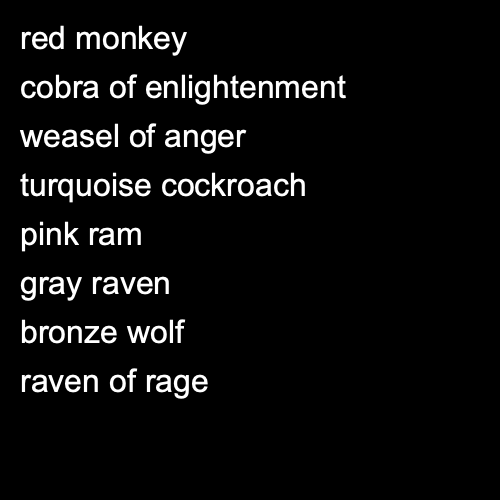 red monkey
cobra of enlightenment
weasel of anger
turquoise cockroach
pink ram
gray raven
bronze wolf
raven of rage